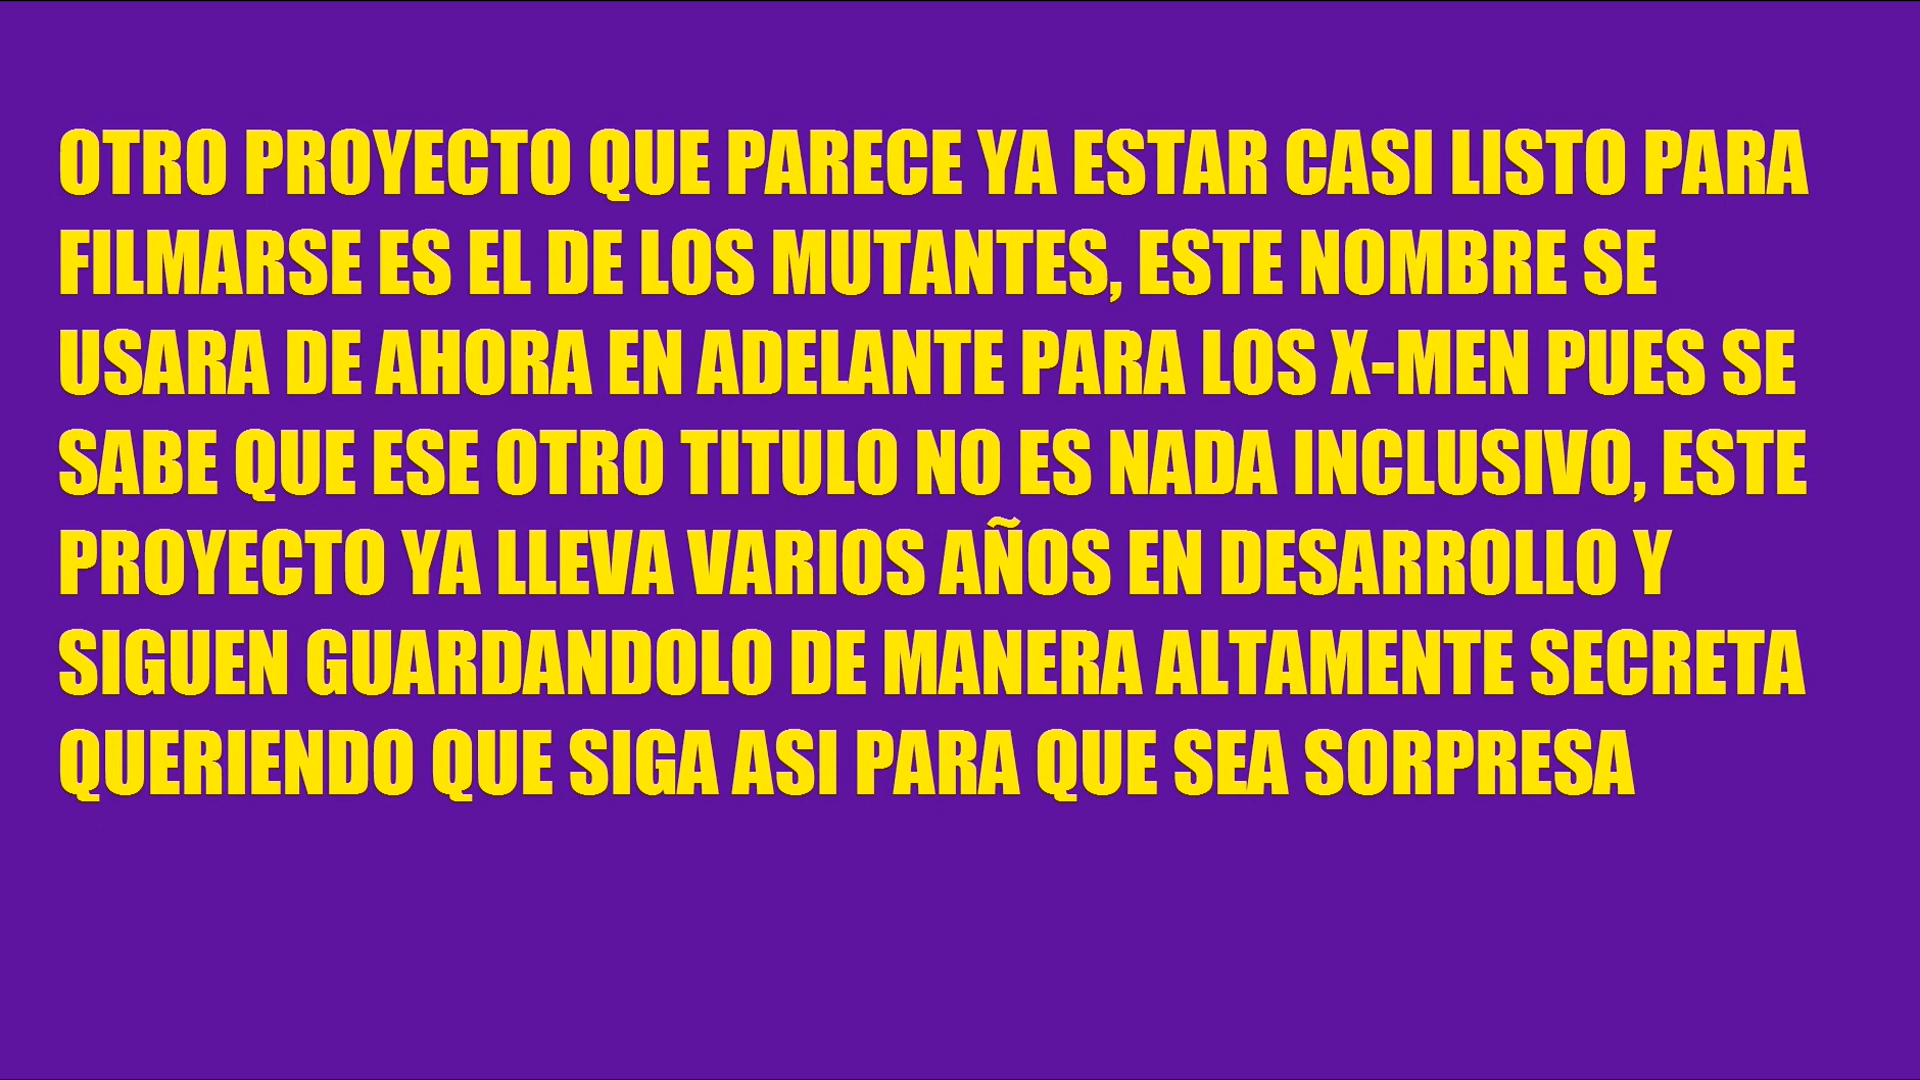 OTRO PROYECTO QUE PARECE YA ESTAR CASI LISTO PARA
FILMARSE ES EL DE LOS MUTANTES, ESTE NOMBRE SE
USARA DE AHORA EN ADELANTE PARA LOS X-MEN PUES SE
SABE QUE ESE OTRO TITULO NO ES NADA INCLUSIVO, ESTE
PROYECTO YA LLEVA VARIOS AÑOS EN DESARROLLO Y
SIGUEN GUARDANDOLO DE MANERA ALTAMENTE SECRETA
QUERIENDO QUE SIGA ASI PARA QUE SEA SORPRESA